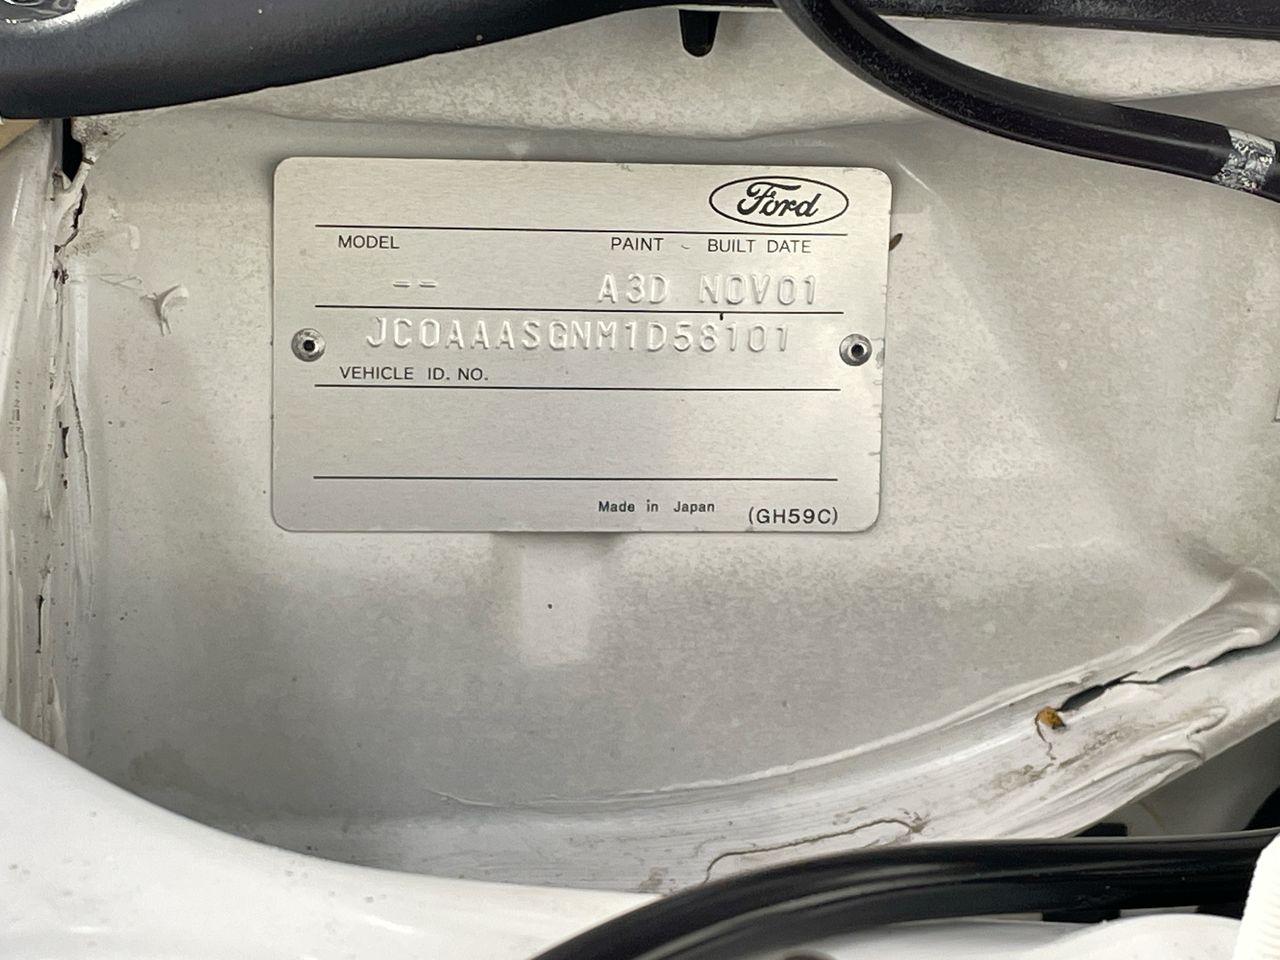 Ford
MODEL PAINT BUILT DATE
-- A3D NOV01
JC0AAASGNM1D58101
VEHICLE ID. NO.
Made in Japan (GH59C)